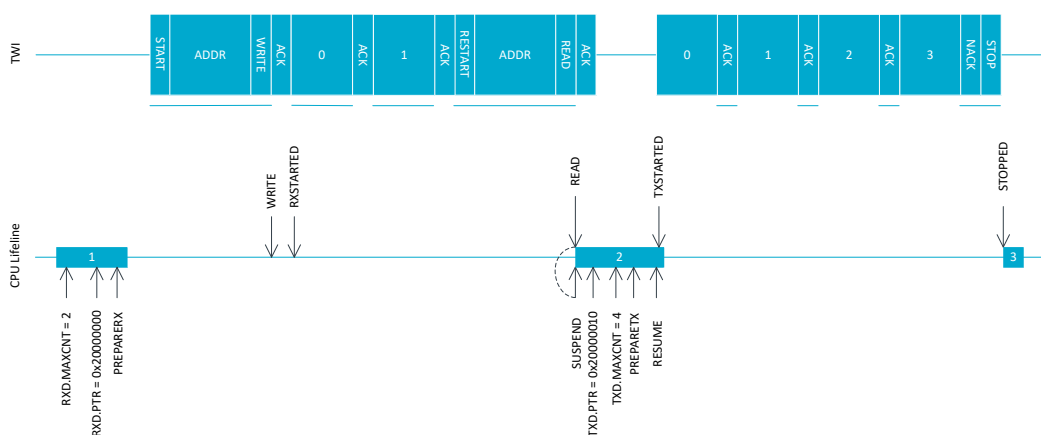 TWI
START
ADDR
WRITE
ACK
0
ACK
1
ACK
RESTART
ADDR
READ
ACK
0
ACK
1
ACK
2
ACK
3
NACK
STOP
CPU Lifeline
WRITE
RXSTARTED
READ
TXSTARTED
STOPPED
1
2
3
RXD.MAXCNT = 2
RXD.PTR = 0x20000000
PREPARERX
SUSPEND
TXD.PTR = 0x20000010
TXD.MAXCNT = 4
PREPARETX
RESUME